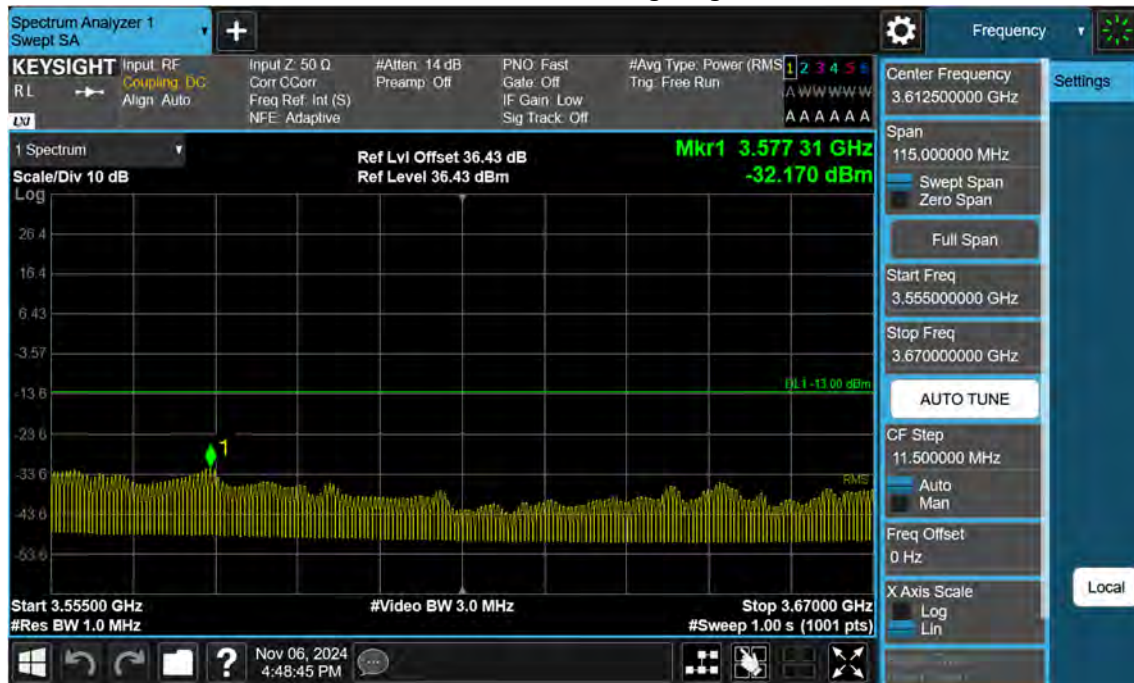 Spectrum Analyzer 1
Swept SA
Frequency
KEYSIGHT
RL
LXI
Input: RF
Coupling: DC
Align: Auto
Input Z: 50 Ω
Corr CCorr
Freq Ref: Int (S)
NFE: Adaptive
#Atten: 14 dB
Preamp: Off
PNO: Fast
Gate: Off
IF Gain: Low
Sig Track: Off
#Avg Type: Power (RMS
Trig: Free Run
1 2 3 4 5 6
A W W W W W
A A A A A A
1 Spectrum
Scale/Div 10 dB
Log
Ref Lvl Offset 36.43 dB
Ref Level 36.43 dBm
Mkr1 3.577 31 GHz
-32.170 dBm
26.4
16.4
6.43
-3.57
-13.6
-23.6
-33.6
-43.6
-53.6
DL1 -13.00 dBm
1
RMS
Start 3.55500 GHz
#Res BW 1.0 MHz
#Video BW 3.0 MHz
Stop 3.67000 GHz
#Sweep 1.00 s (1001 pts)
Center Frequency
3.612500000 GHz
Settings
Span
115.000000 MHz
Swept Span
Zero Span
Full Span
Start Freq
3.555000000 GHz
Stop Freq
3.670000000 GHz
AUTO TUNE
CF Step
11.500000 MHz
Auto
Man
Freq Offset
0 Hz
X Axis Scale
Log
Lin
Local
?
Nov 06, 2024
4:48:45 PM